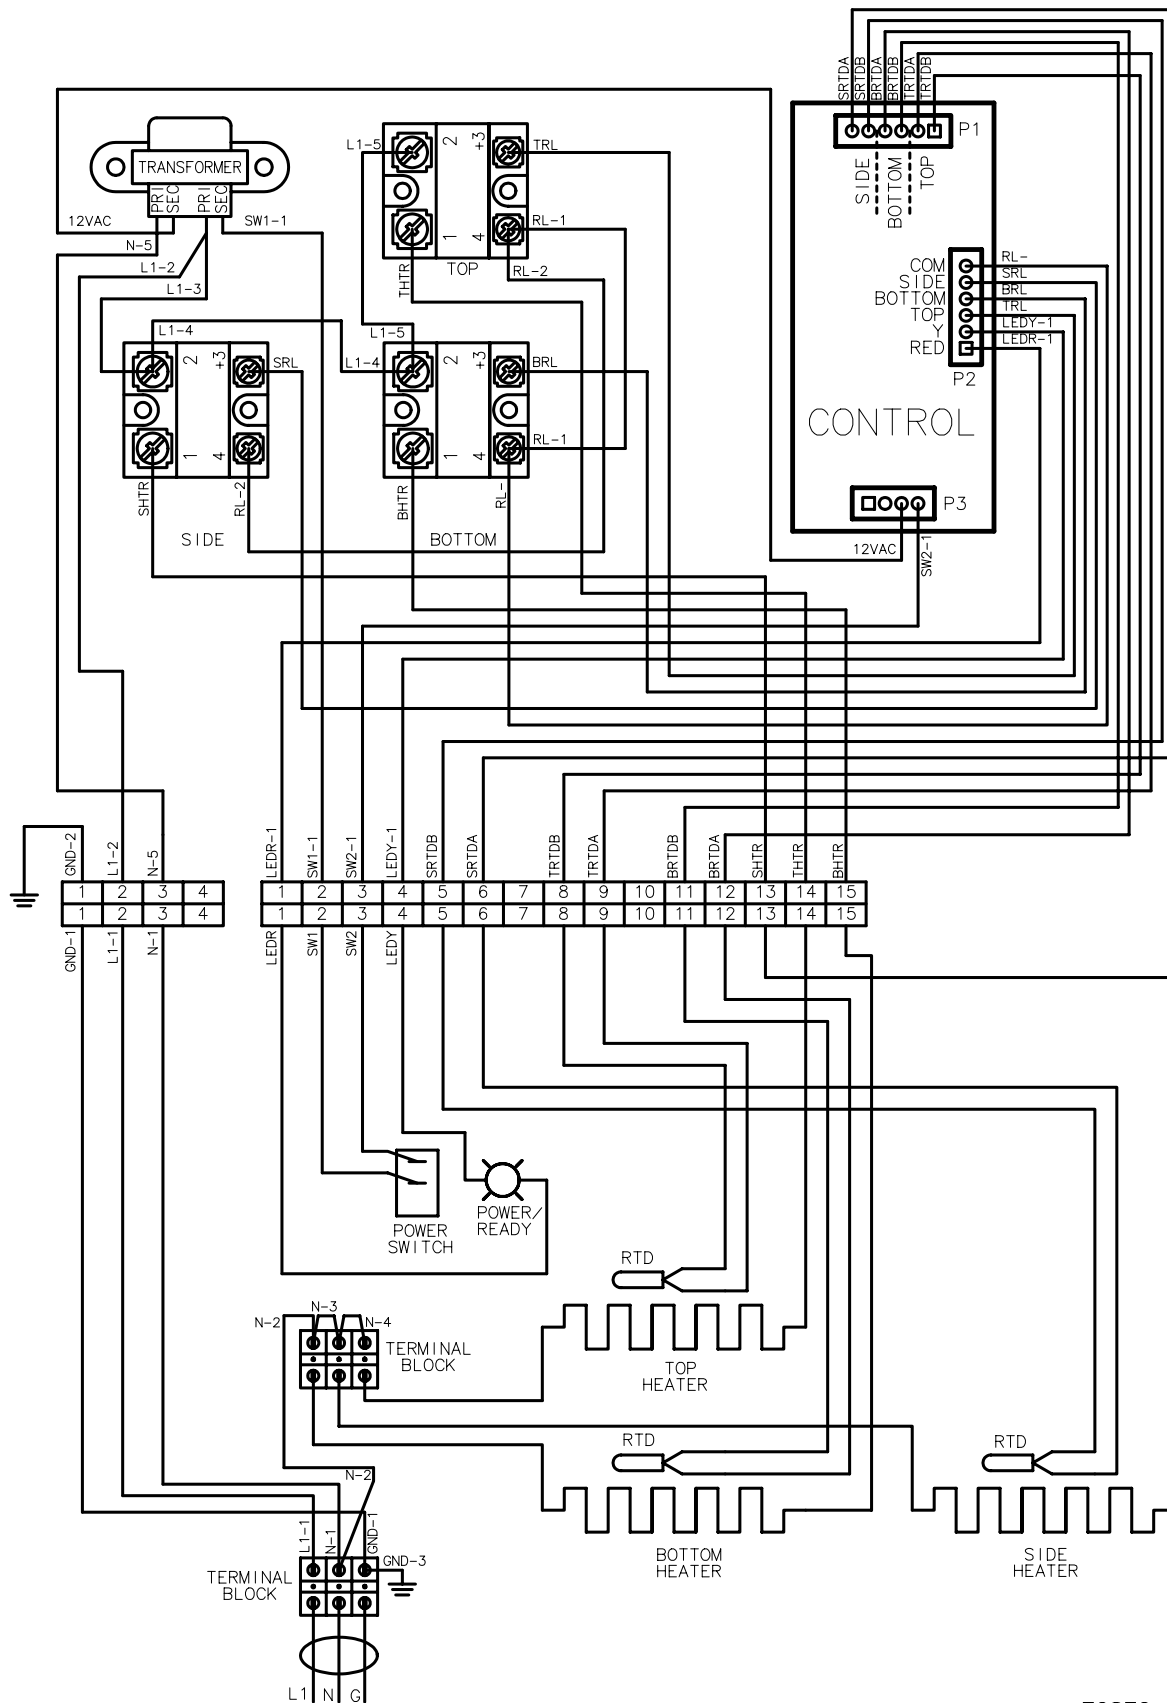 SRTDA
SRTDB
BRTDA
BRTDB
TRTDA
TRTDB
P1
SIDE
BOTTOM
TOP
TRANSFORMER
PRI
SEC
PRI
SEC
12VAC
SW1-1
N-5
L1-2
L1-3
L1-4
L1-5
2
+3
TRL
1
4
RL-1
THTR
TOP
RL-2
L1-5
L1-4
2
+3
SRL
1
4
SHTR
RL-2
SIDE
2
+3
BRL
1
4
RL-1
BHTR
RL-
BOTTOM
COM
SIDE
BOTTOM
TOP
Y
RED
RL-
SRL
BRL
TRL
LEDY-1
LEDR-1
P2
CONTROL
P3
12VAC
SW2-1
GND-2
L1-2
N-5
LEDR-1
SW1-1
SW2-1
LEDY-1
SRTDB
SRTDA
TRTDB
TRTDA
BRTDB
BRTDA
SHTR
THTR
BHTR
1 2 3 4
1 2 3 4 5 6 7 8 9 10 11 12 13 14 15
1 2 3 4
1 2 3 4 5 6 7 8 9 10 11 12 13 14 15
GND-1
L1-1
N-1
LEDR
SW1
SW2
LEDY
POWER
SWITCH
POWER/
READY
RTD
N-2
N-3
N-4
TERMINAL
BLOCK
TOP
HEATER
RTD
RTD
N-2
L1-1
N-1
GND-1
GND-3
TERMINAL
BLOCK
BOTTOM
HEATER
SIDE
HEATER
L1 N G